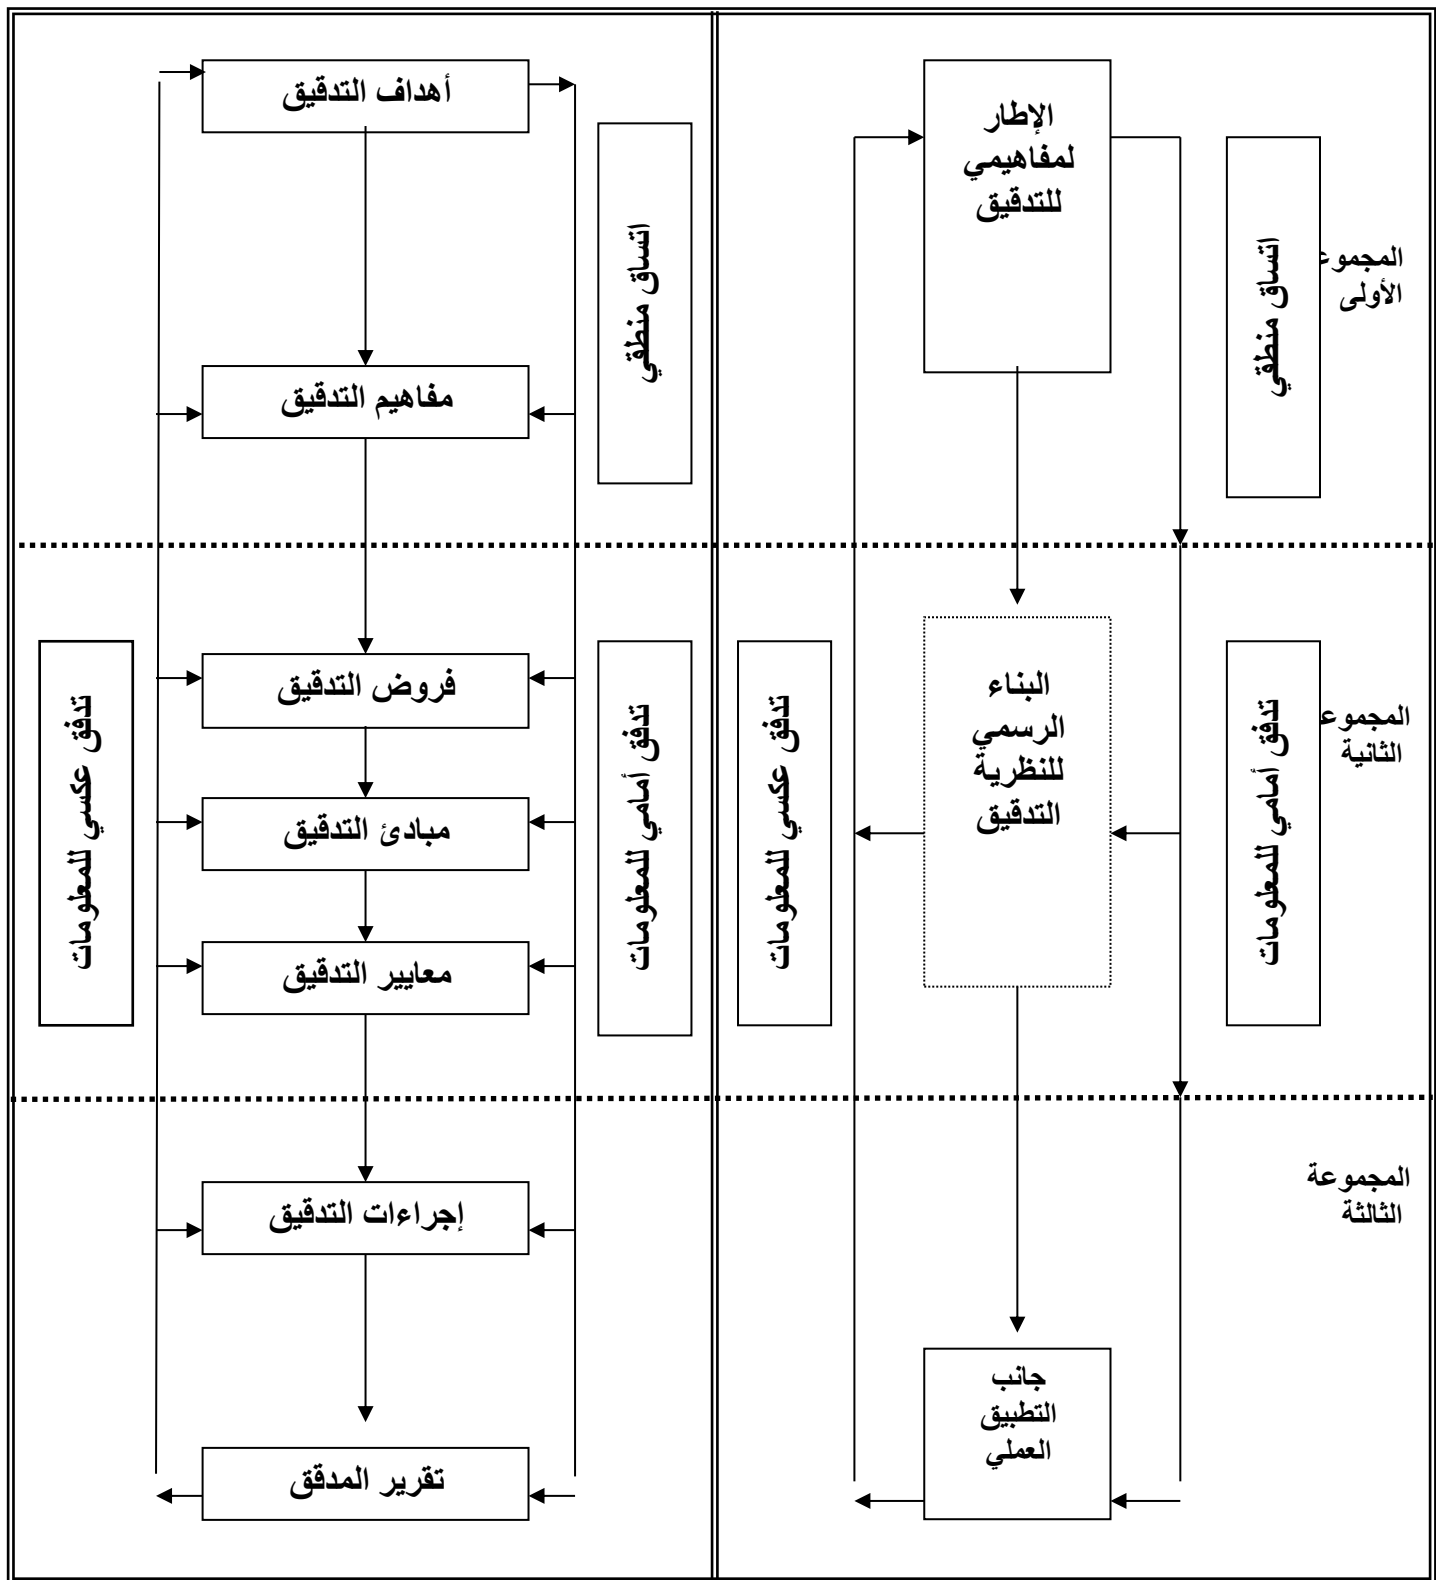 الإطار
لمفاهيمي
للتدقيق
اتساق منطقي
المجموع
الأولى
البناء
الرسمي
للنظرية
التدقيق
تدفق عكسي للمعلومات
تدفق أمامي للمعلومات
المجموع
الثانية
المجموعة
الثالثة
جانب
التطبيق
العملي
أهداف التدقيق
اتساق منطقي
مفاهيم التدقيق
فروض التدقيق
تدفق أمامي للمعلومات
تدفق عكسي للمعلومات
مبادئ التدقيق
معايير التدقيق
إجراءات التدقيق
تقرير المدقق